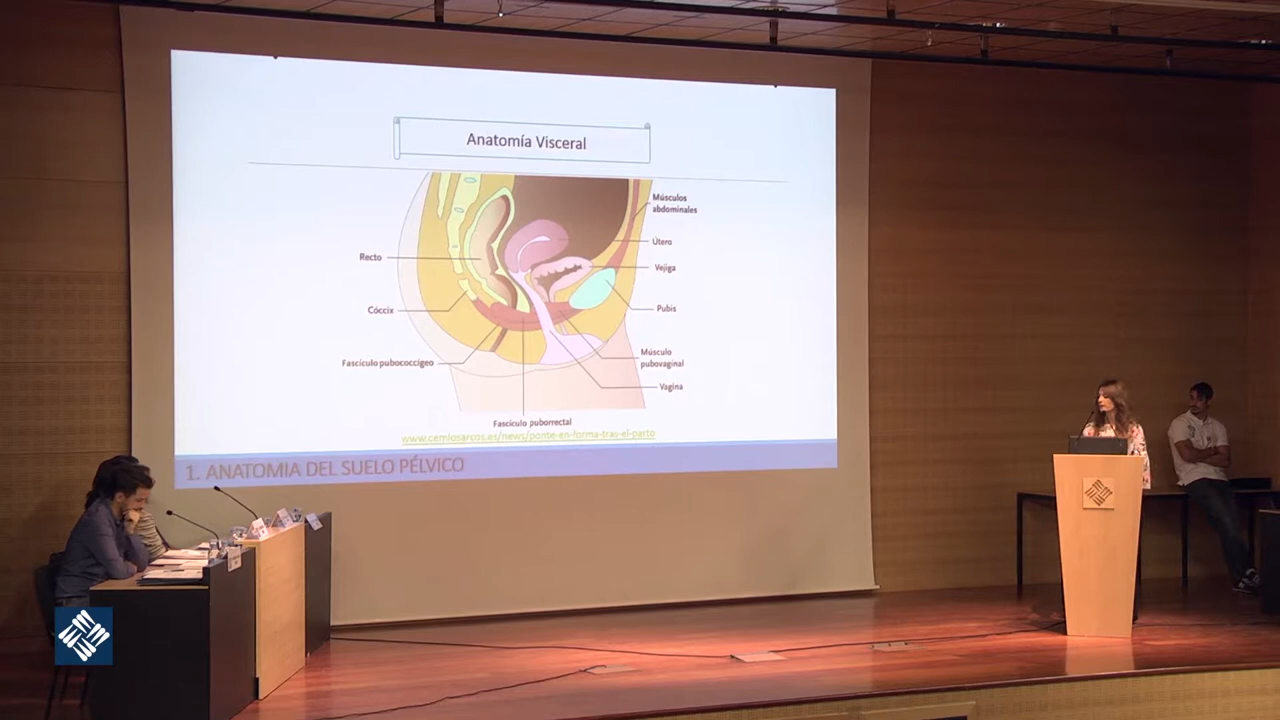 Anatomía Visceral
Músculos
abdominales
Útero
Recto
Vejiga
Cóccix
Pubis
Músculo
pubovaginal
Fascículo pubococcígeo
Vagina
Fascículo puborrectal
www.cemlosarcos.es/news/ponte-en-forma-tras-el-parto
1. ANATOMIA DEL SUELO PÉLVICO